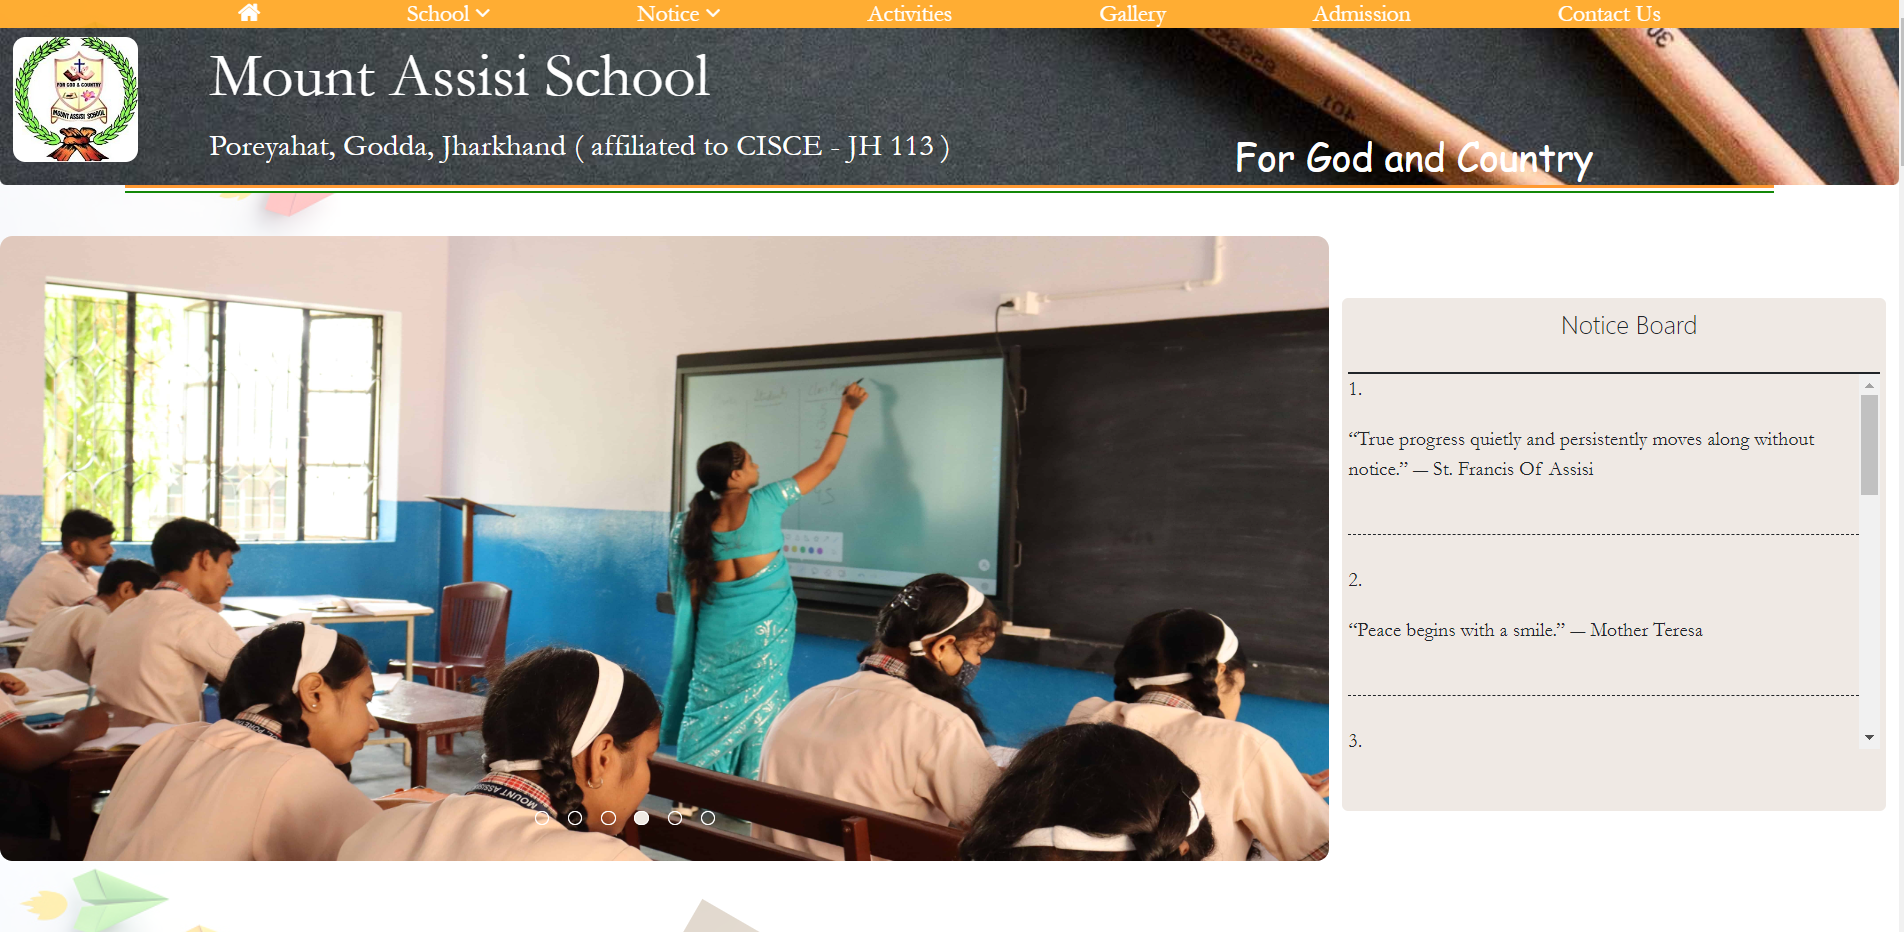 School
Notice
Activities
Gallery
Admission
Contact Us
FOR GOD & COUNTRY
MOUNT ASSISI SCHOOL
Mount Assisi School
Poreyahat, Godda, Jharkhand ( affiliated to CISCE - JH 113 )
For God and Country
Notice Board
1.
“True progress quietly and persistently moves along without
notice.” — St. Francis Of Assisi
2.
“Peace begins with a smile.” — Mother Teresa
3.